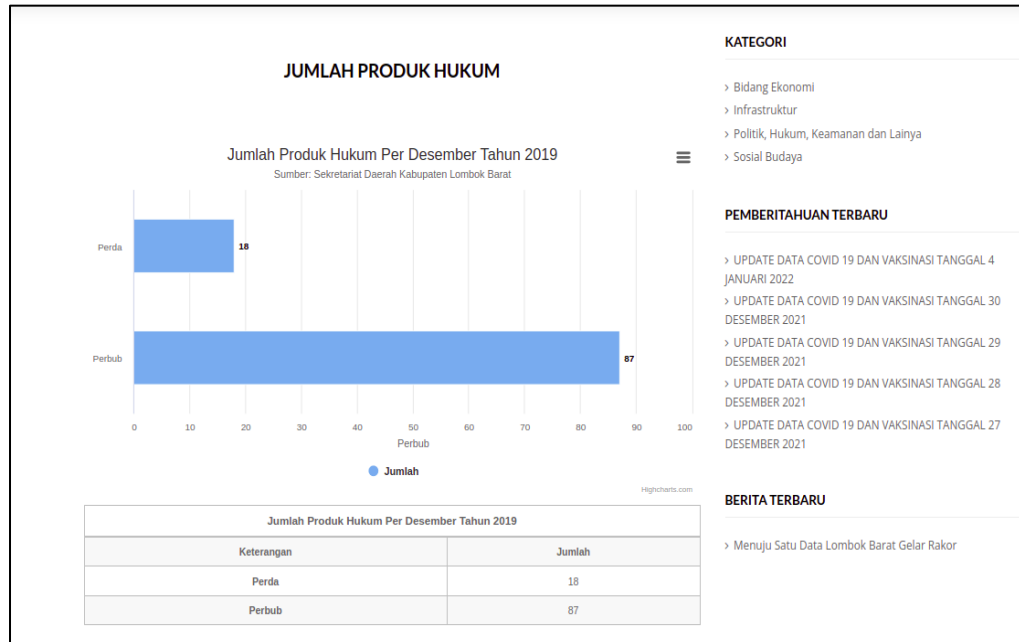 JUMLAH PRODUK HUKUM
Jumlah Produk Hukum Per Desember Tahun 2019
Sumber: Sekretariat Daerah Kabupaten Lombok Barat
Perda
18
Perbub
87
0 10 20 30 40 50 60 70 80 90 100
Perbub
Jumlah
Highcharts.com
Jumlah Produk Hukum Per Desember Tahun 2019
Keterangan Jumlah
Perda 18
Perbub 87
KATEGORI
› Bidang Ekonomi
› Infrastruktur
› Politik, Hukum, Keamanan dan Lainya
› Sosial Budaya
PEMBERITAHUAN TERBARU
› UPDATE DATA COVID 19 DAN VAKSINASI TANGGAL 4
JANUARI 2022
› UPDATE DATA COVID 19 DAN VAKSINASI TANGGAL 30
DESEMBER 2021
› UPDATE DATA COVID 19 DAN VAKSINASI TANGGAL 29
DESEMBER 2021
› UPDATE DATA COVID 19 DAN VAKSINASI TANGGAL 28
DESEMBER 2021
› UPDATE DATA COVID 19 DAN VAKSINASI TANGGAL 27
DESEMBER 2021
BERITA TERBARU
› Menuju Satu Data Lombok Barat Gelar Rakor